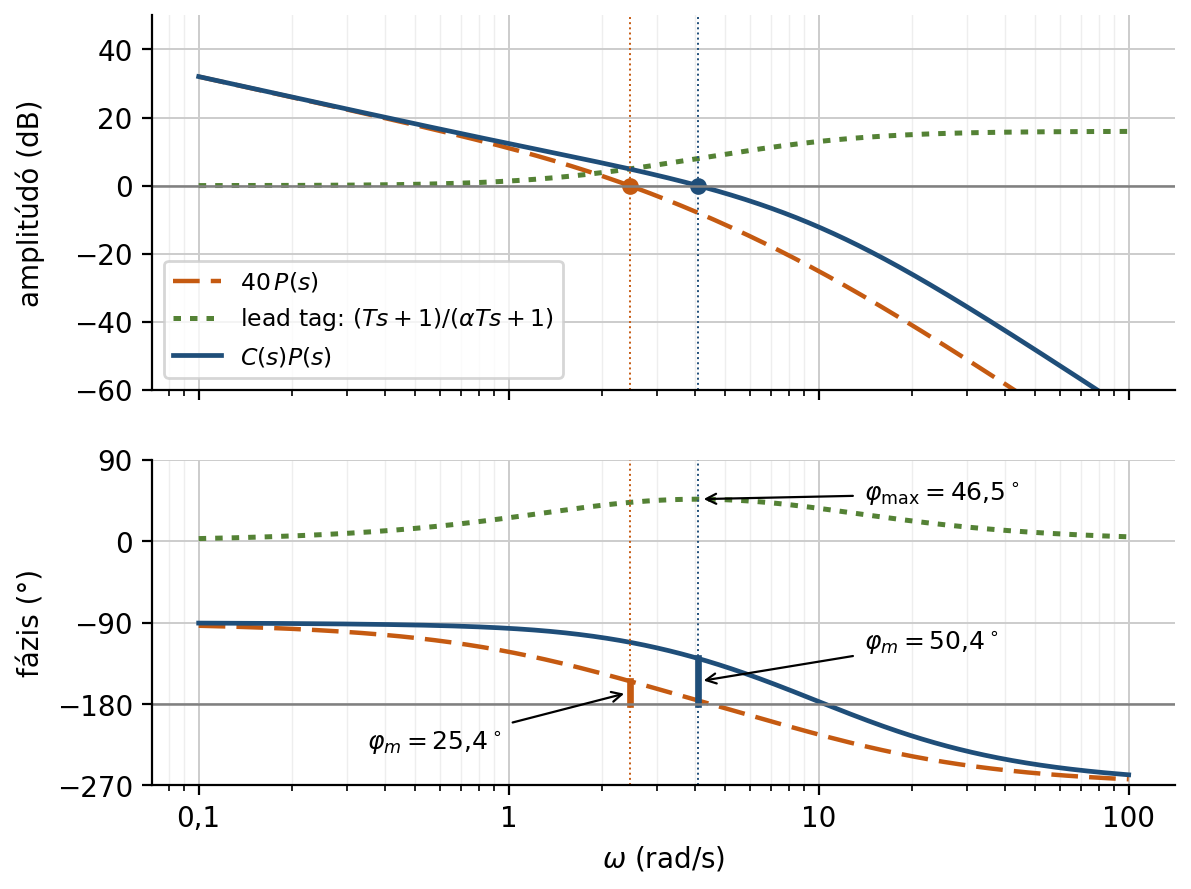 amplitúdó (dB)
40
20
0
−20
−40
−60
40 P(s)
lead tag: (Ts + 1)/(αTs + 1)
C(s)P(s)
fázis (°)
90
0
−90
−180
−270
φmax = 46,5°
φm = 50,4°
φm = 25,4°
0,1
1
10
100
ω (rad/s)